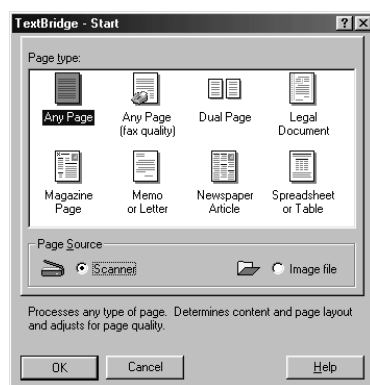 TextBridge - Start
Page type:
Any Page
Any Page
(fax quality)
Dual Page
Legal
Document
Magazine
Page
Memo
or Letter
Newspaper
Article
Spreadsheet
or Table
Page Source
Scanner
Image file
Processes any type of page. Determines content and page layout
and adjusts for page quality.
OK
Cancel
Help